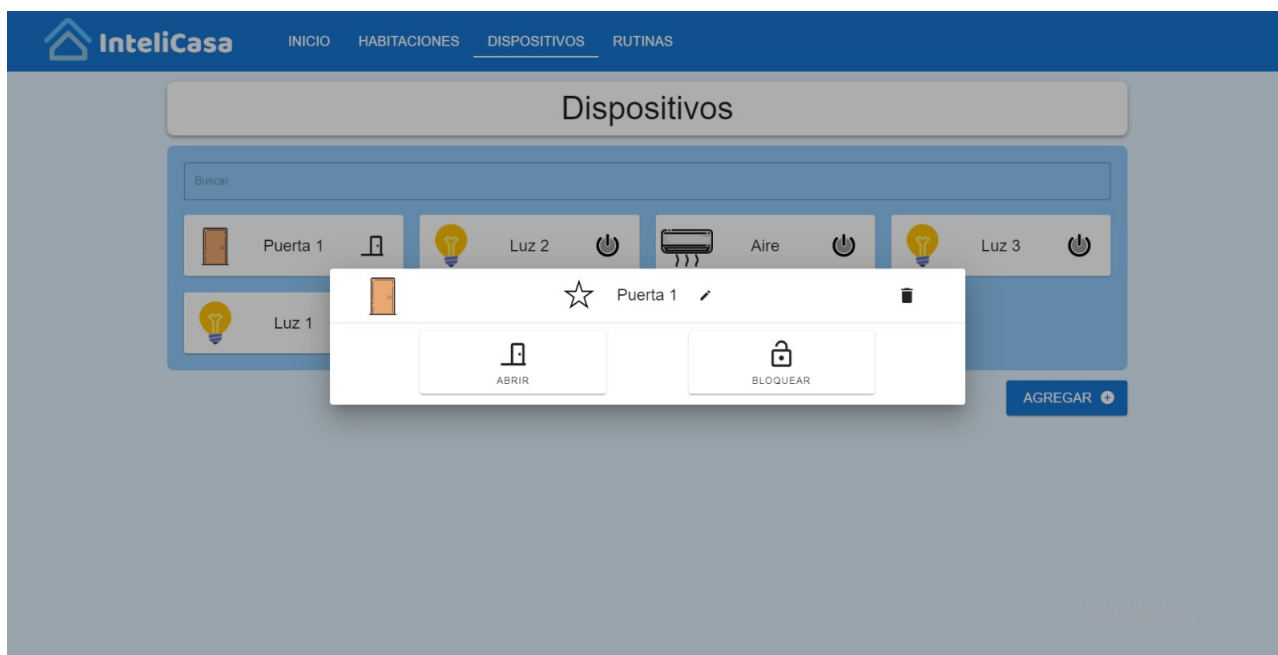 InteliCasa INICIO HABITACIONES DISPOSITIVOS RUTINAS
Dispositivos
Buscar
Puerta 1 Luz 2 Aire Luz 3
Luz 1
Puerta 1
ABRIR BLOQUEAR
AGREGAR